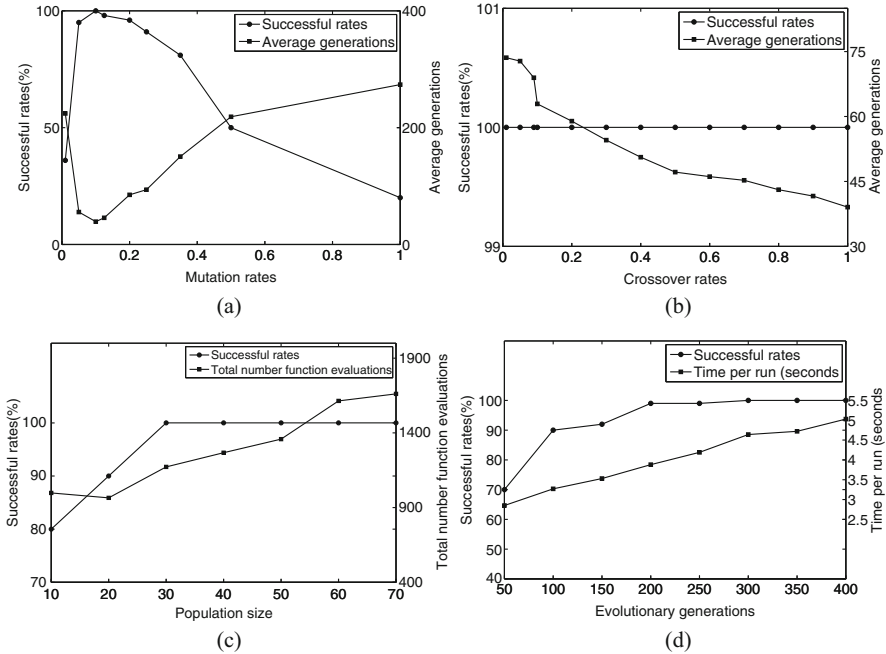 100
50
0
Successful rates(%)
Successful rates
Average generations
400
200
0
Average generations
0
0.2
0.4
0.6
0.8
1
Mutation rates
(a)
101
100
99
Successful rates(%)
Successful rates
Average generations
75
60
45
30
Average generations
0
0.2
0.4
0.6
0.8
1
Crossover rates
(b)
100
90
80
70
Successful rates(%)
Successful rates
Total number function evaluations
1900
1400
900
400
Total number function evaluations
10
20
30
40
50
60
70
Population size
(c)
100
90
80
70
60
50
40
Successful rates(%)
Successful rates
Time per run (seconds
5.5
5
4.5
4
3.5
3
2.5
Time per run (seconds
50
100
150
200
250
300
350
400
Evolutionary generations
(d)